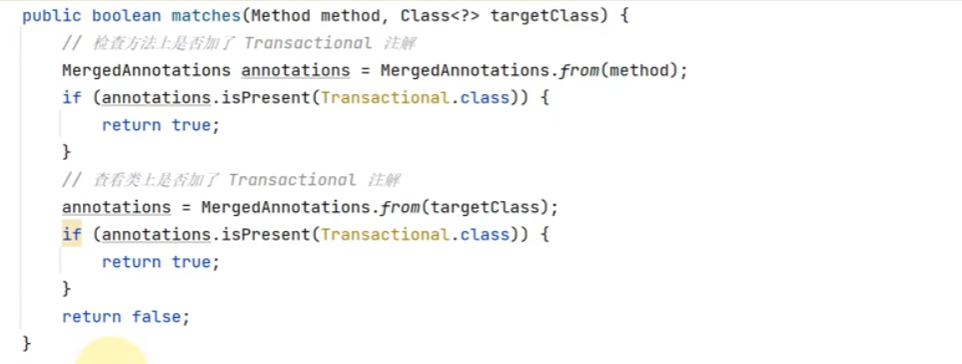 public boolean matches(Method method, Class<?> targetClass) {
// 检查方法上是否加了 Transactional 注解
MergedAnnotations annotations = MergedAnnotations.from(method);
if (annotations.isPresent(Transactional.class)) {
return true;
}
// 查看类上是否加了 Transactional 注解
annotations = MergedAnnotations.from(targetClass);
if (annotations.isPresent(Transactional.class)) {
return true;
}
return false;
}